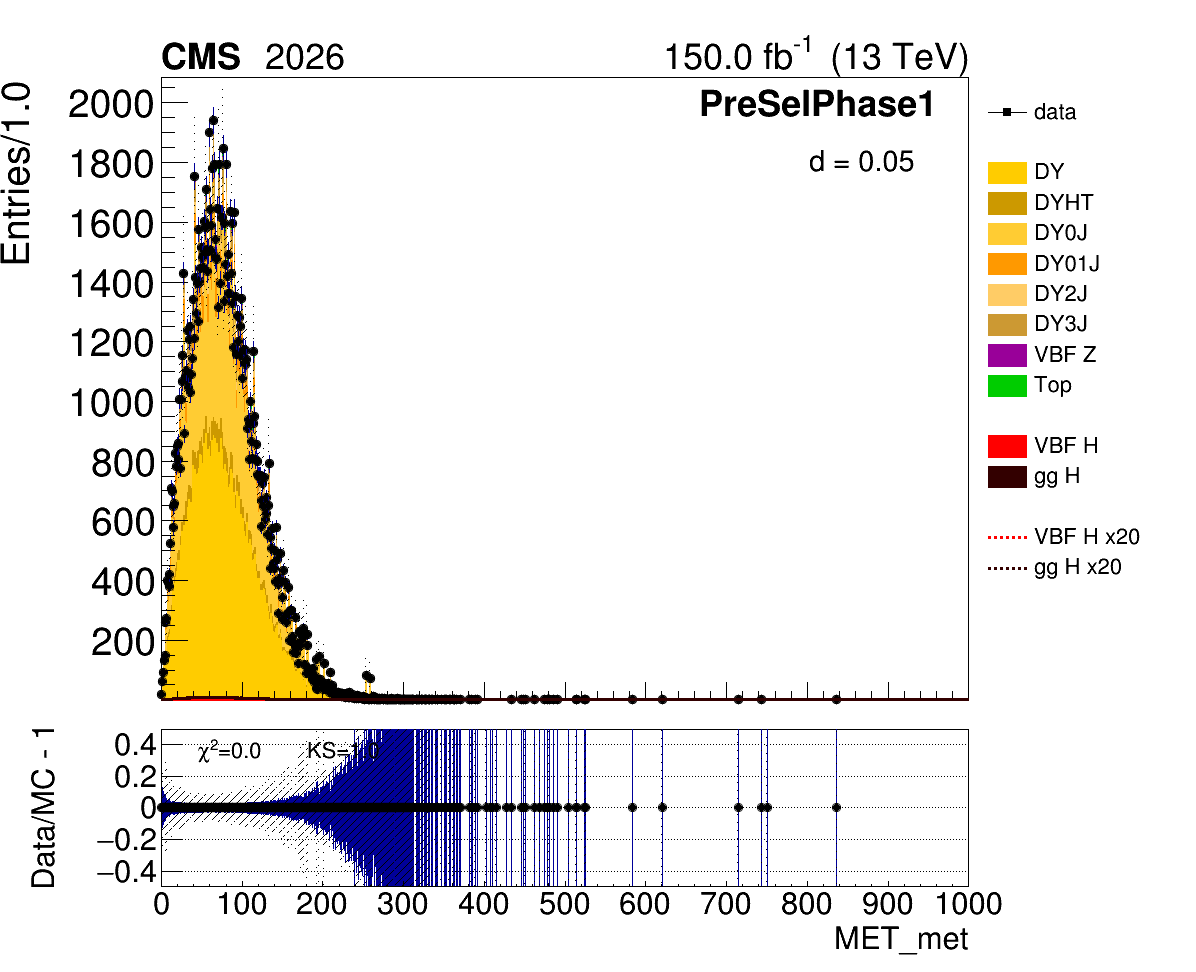 CMS 2026 150.0 fb⁻¹ (13 TeV)
PreSelPhase1
d = 0.05
Entries/1.0
2000
1800
1600
1400
1200
1000
800
600
400
200
data
DY
DYHT
DY0J
DY01J
DY2J
DY3J
VBF Z
Top
VBF H
gg H
VBF H x20
gg H x20
χ²=0.0 KS=1.0
Data/MC - 1
0.4
0.2
0
−0.2
−0.4
0 100 200 300 400 500 600 700 800 900 1000
MET_met